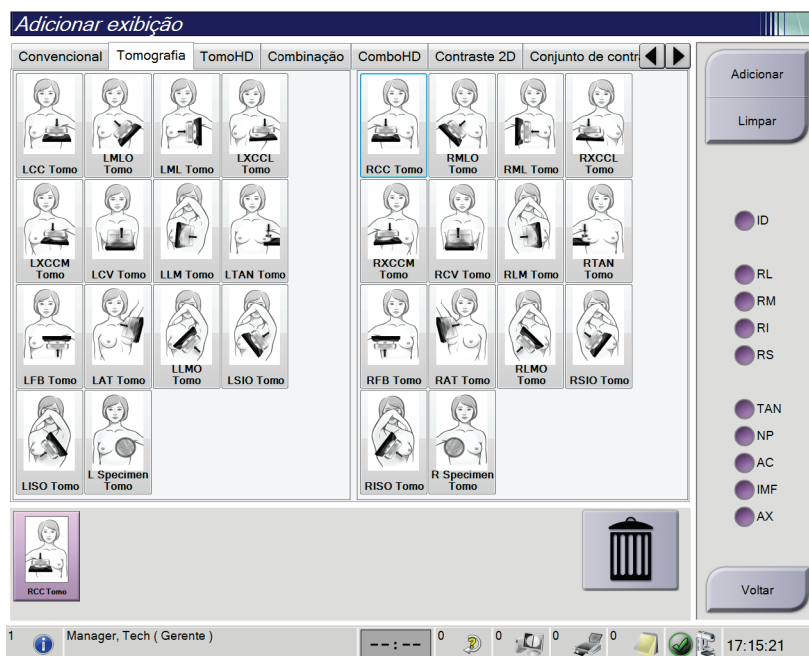 Adicionar exibição
Convencional
Tomografia
TomoHD
Combinação
ComboHD
Contraste 2D
Conjunto de contr
LCC Tomo
LMLO
Tomo
LML Tomo
LXCCL
Tomo
LXCCM
Tomo
LCV Tomo
LLM Tomo
LTAN Tomo
LFB Tomo
LAT Tomo
LLMO
Tomo
LSIO Tomo
LISO Tomo
L Specimen
Tomo
RCC Tomo
RMLO
Tomo
RML Tomo
RXCCL
Tomo
RXCCM
Tomo
RCV Tomo
RLM Tomo
RTAN
Tomo
RFB Tomo
RAT Tomo
RLMO
Tomo
RSIO Tomo
RISO Tomo
R Specimen
Tomo
Adicionar
Limpar
ID
RL
RM
RI
RS
TAN
NP
AC
IMF
AX
Voltar
RCC Tomo
1
Manager, Tech ( Gerente )
--:--
0
0
0
0
17:15:21